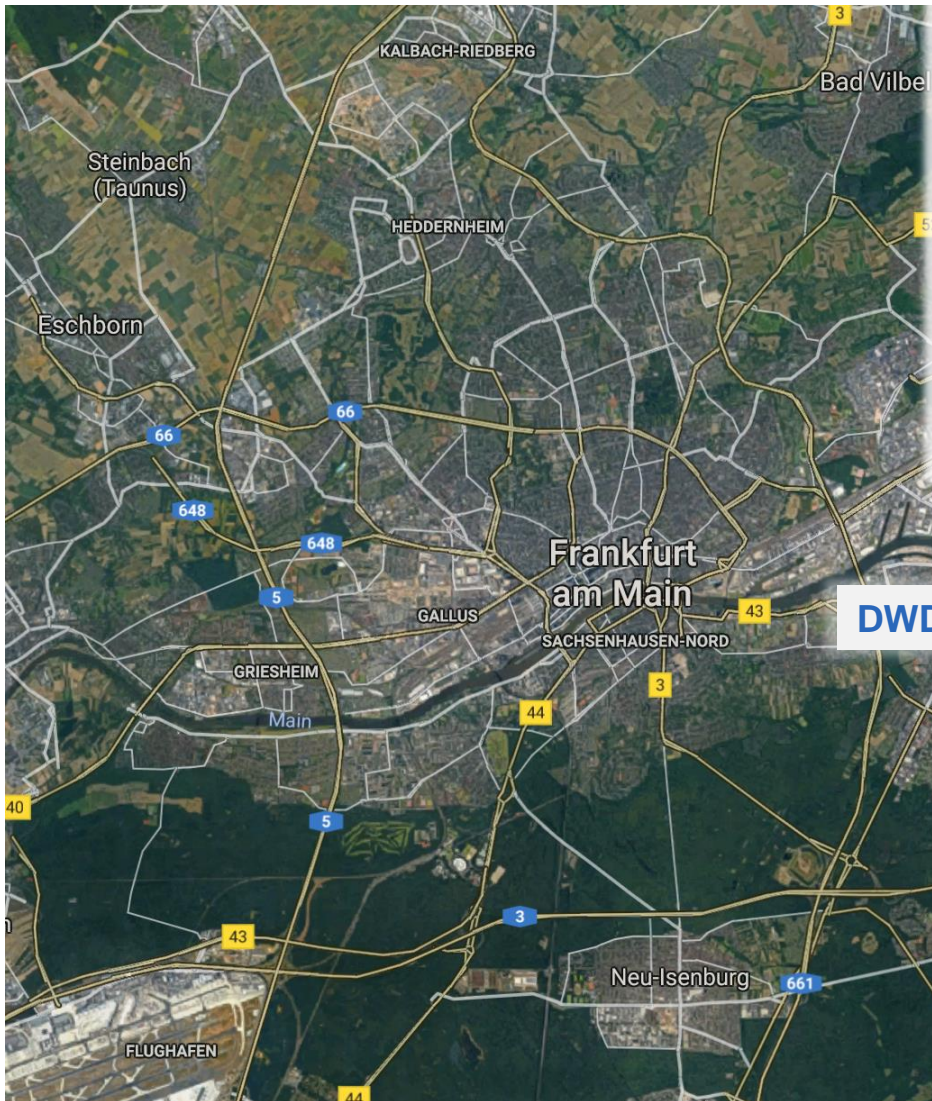 3
KALBACH-RIEDBERG
Bad Vilbel
Steinbach
(Taunus)
HEDDERNHEIM
5
Eschborn
66
66
648
648
Frankfurt
am Main
5
43
DWD
GALLUS
SACHSENHAUSEN-NORD
GRIESHEIM
3
44
Main
40
5
3
43
Neu-Isenburg
661
FLUGHAFEN
44